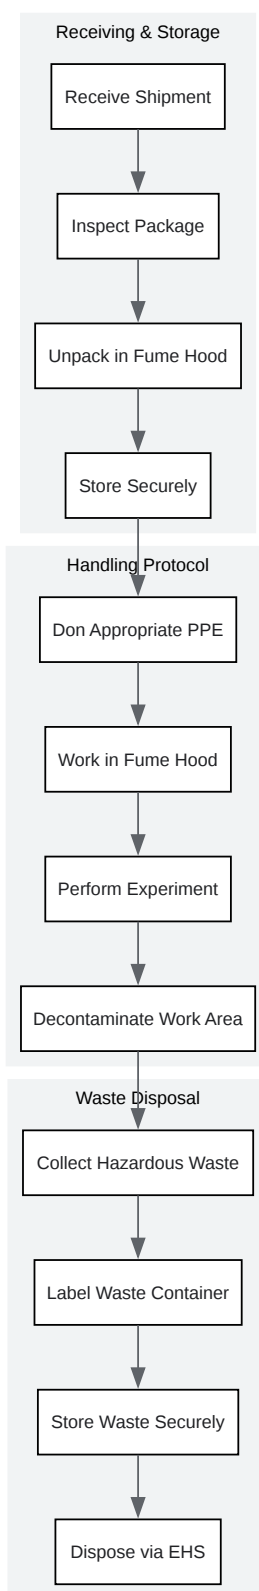 Receiving & Storage
Receive Shipment
Inspect Package
Unpack in Fume Hood
Store Securely
Handling Protocol
Don Appropriate PPE
Work in Fume Hood
Perform Experiment
Decontaminate Work Area
Waste Disposal
Collect Hazardous Waste
Label Waste Container
Store Waste Securely
Dispose via EHS